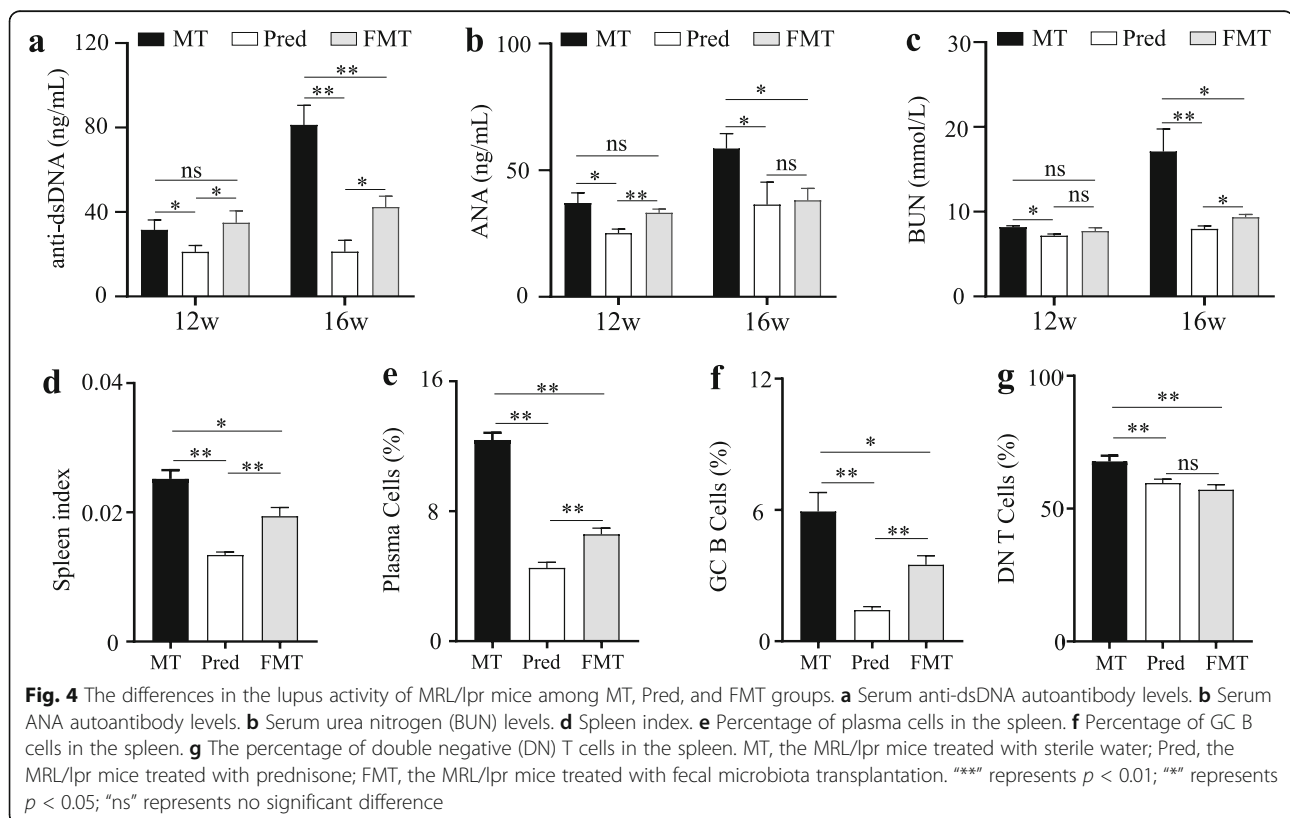 a
MT Pred FMT
anti-dsDNA (ng/mL)
120
80
40
0
** 
**
ns
*
*
*
12w 16w
b
MT Pred FMT
ANA (ng/mL)
100
50
0
*
*
ns
ns
*
**
12w 16w
c
MT Pred FMT
BUN (mmol/L)
30
20
10
0
*
**
ns
*
ns
*
12w 16w
d
Spleen index
0.04
0.02
0
*
**
**
MT Pred FMT
e
Plasma Cells (%)
16
8
0
**
**
**
MT Pred FMT
f
GC B Cells (%)
12
6
0
*
**
**
MT Pred FMT
g
DN T Cells (%)
100
50
0
**
**
ns
MT Pred FMT
Fig. 4 The differences in the lupus activity of MRL/lpr mice among MT, Pred, and FMT groups. a Serum anti-dsDNA autoantibody levels. b Serum
ANA autoantibody levels. b Serum urea nitrogen (BUN) levels. d Spleen index. e Percentage of plasma cells in the spleen. f Percentage of GC B
cells in the spleen. g The percentage of double negative (DN) T cells in the spleen. MT, the MRL/lpr mice treated with sterile water; Pred, the
MRL/lpr mice treated with prednisone; FMT, the MRL/lpr mice treated with fecal microbiota transplantation. “**” represents p < 0.01; “*” represents
p < 0.05; “ns” represents no significant difference